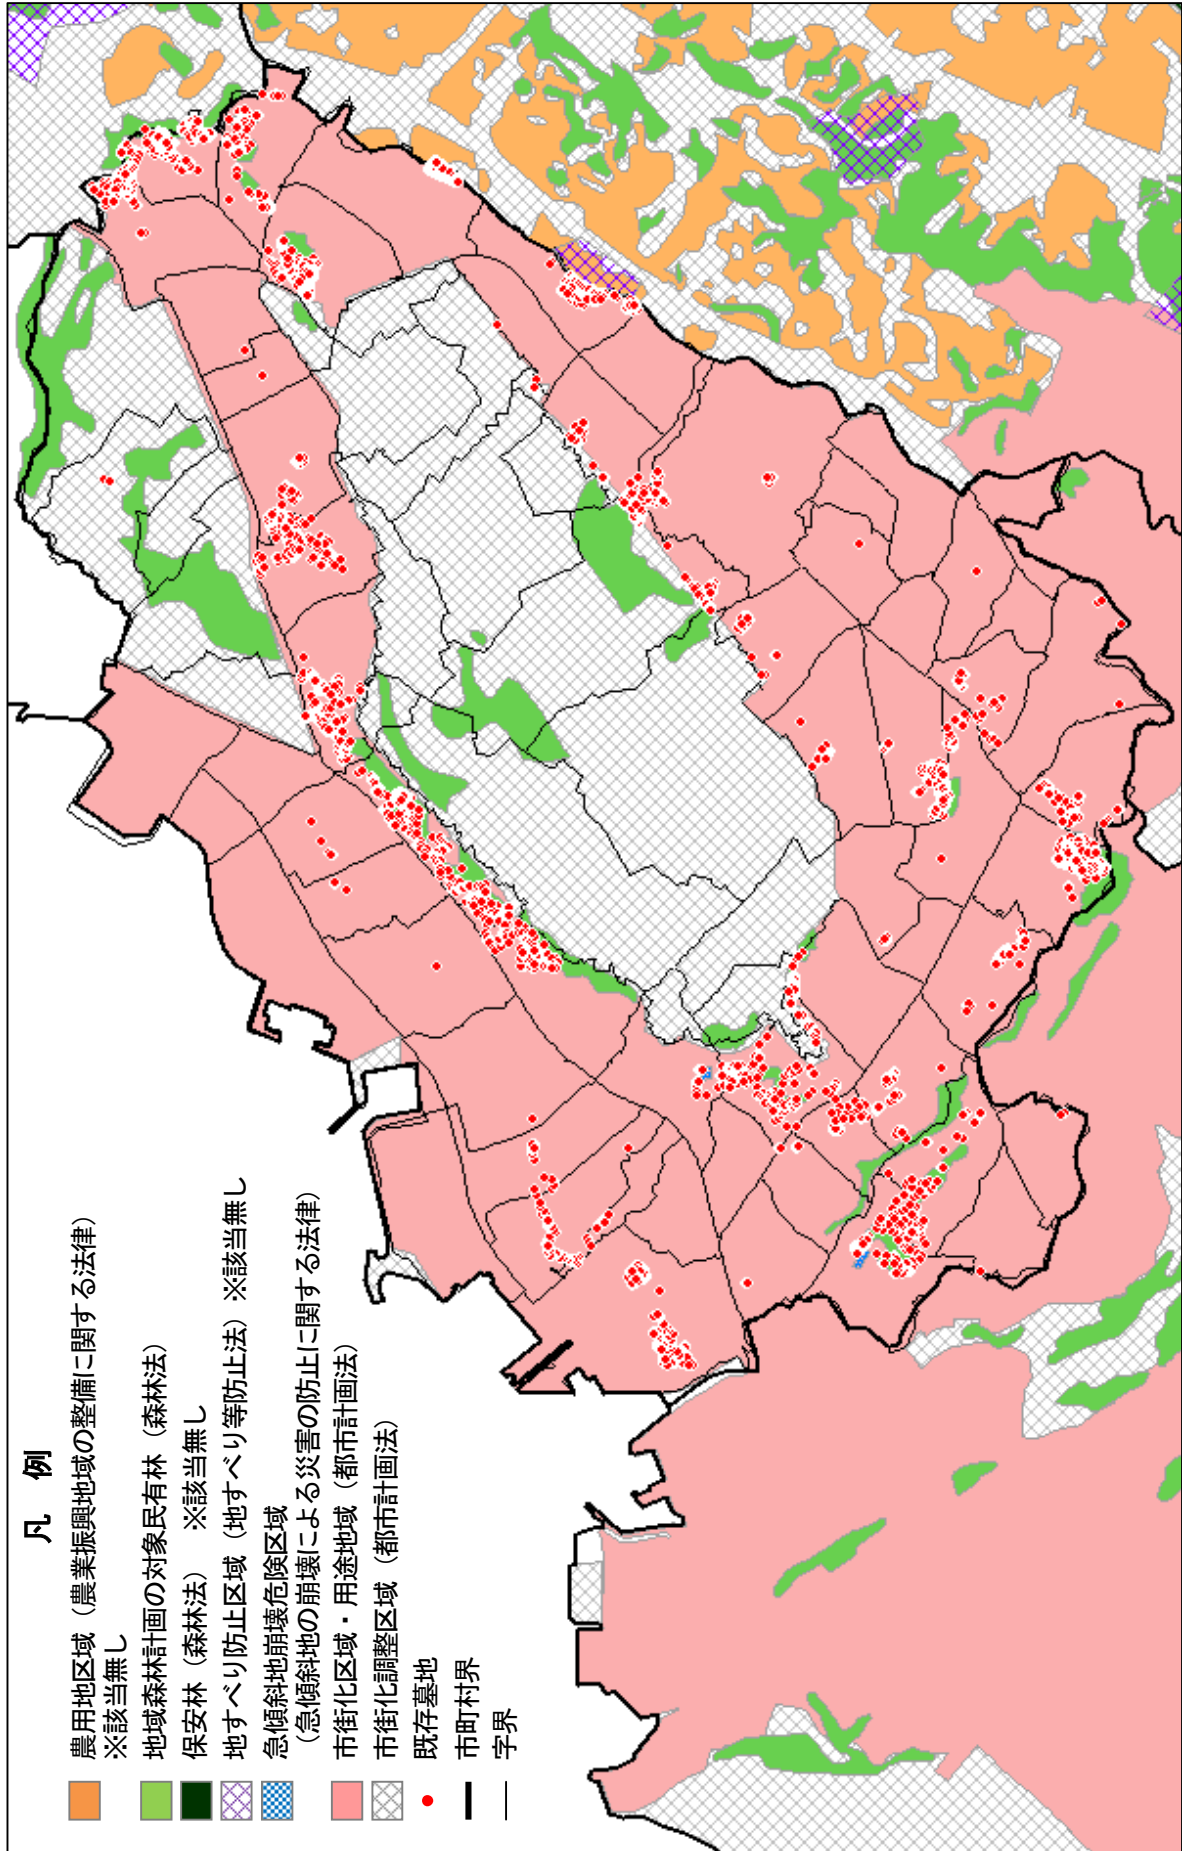 凡 例
農用地区域（農業振興地域の整備に関する法律）
※該当無し
地域森林計画の対象民有林（森林法）
保安林（森林法） ※該当無し
地すべり防止区域（地すべり等防止法）※該当無し
急傾斜地崩壊危険区域
（急傾斜地の崩壊による災害の防止に関する法律）
市街化区域・用途地域（都市計画法）
市街化調整区域（都市計画法）
既存墓地
市町村界
字界